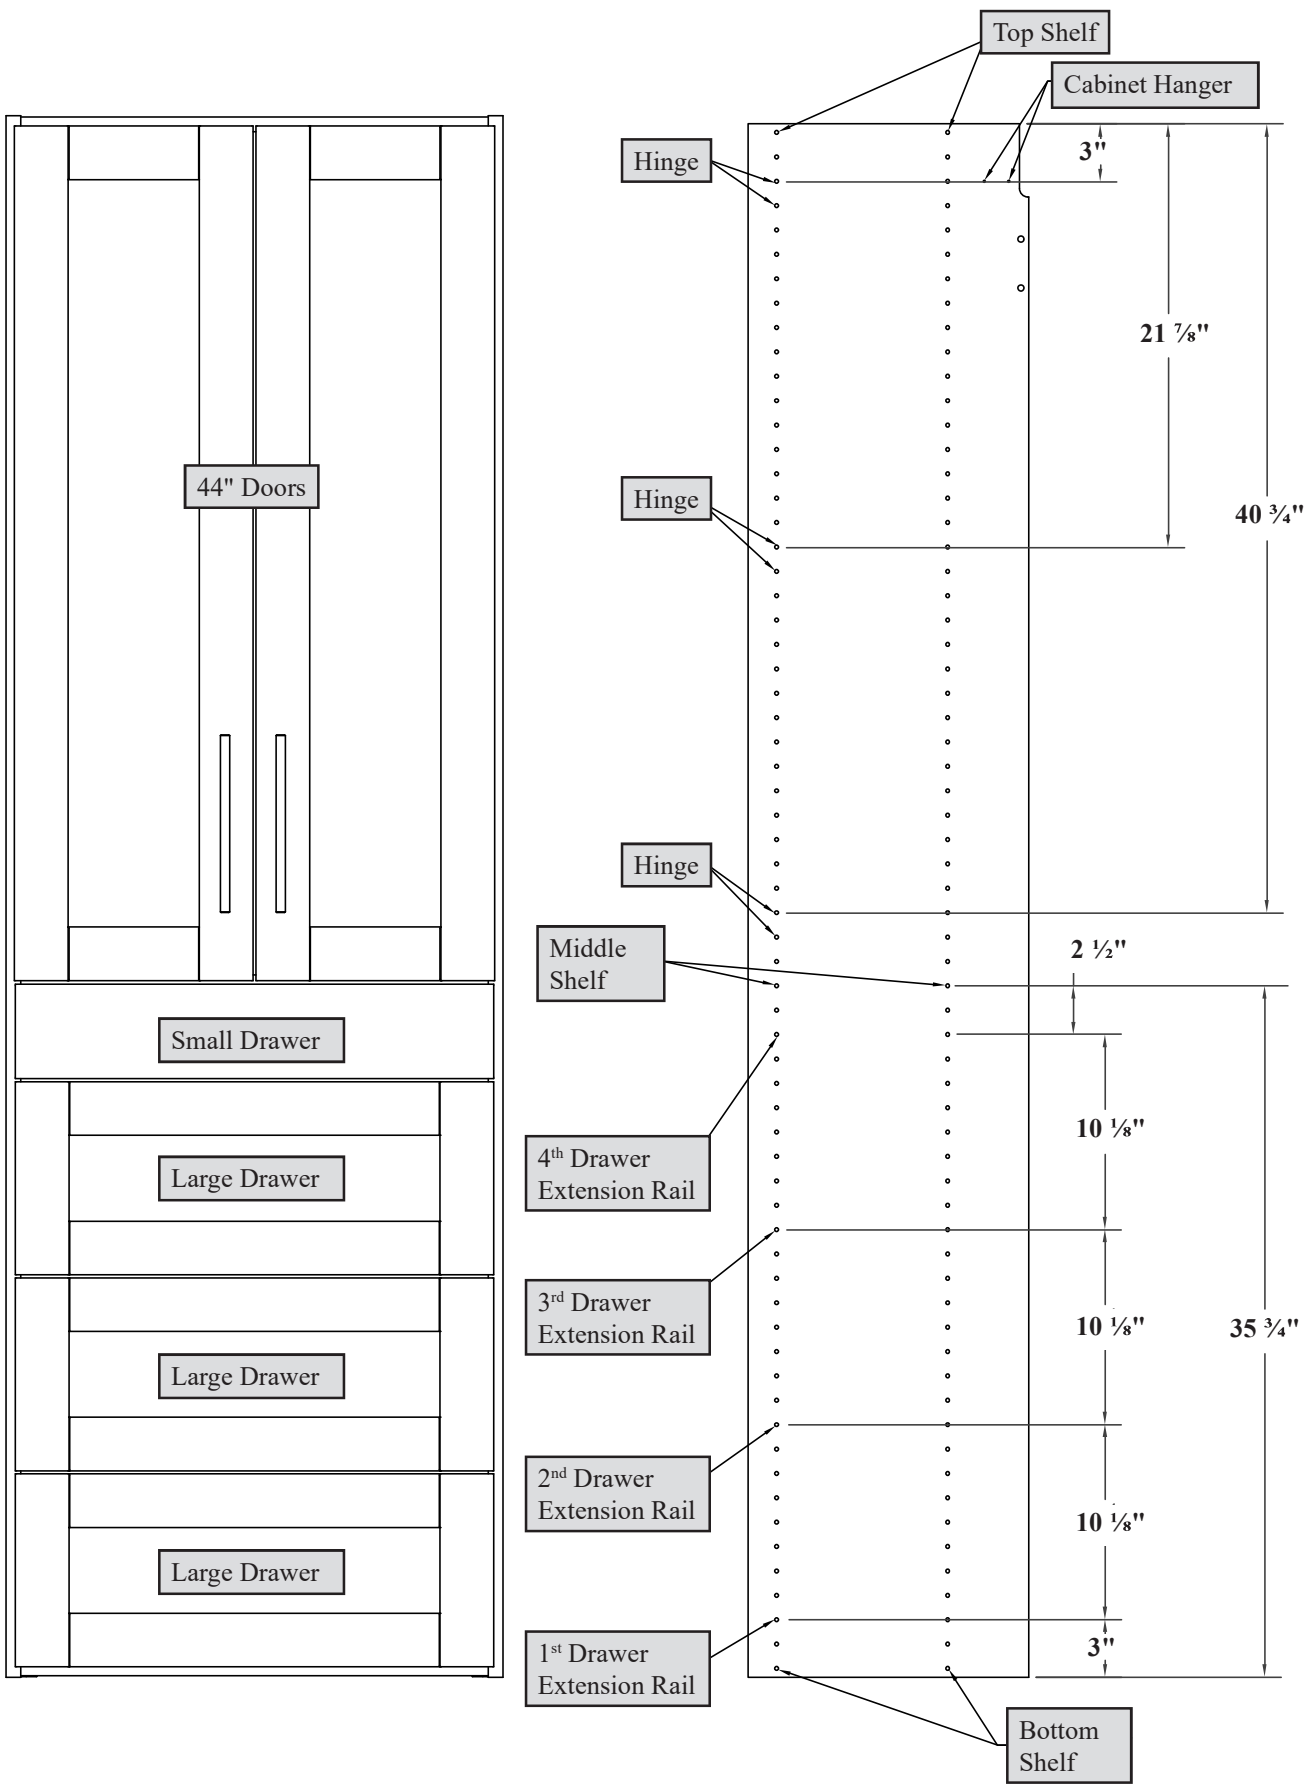 Top Shelf
Cabinet Hanger
Hinge
3"
21 ⅞"
44" Doors
Hinge
40 ¾"
Hinge
Middle
Shelf
2 ½"
Small Drawer
10 ⅛"
4th Drawer
Extension Rail
Large Drawer
3rd Drawer
Extension Rail
10 ⅛"
35 ¾"
Large Drawer
2nd Drawer
Extension Rail
10 ⅛"
Large Drawer
1st Drawer
Extension Rail
3"
Bottom
Shelf